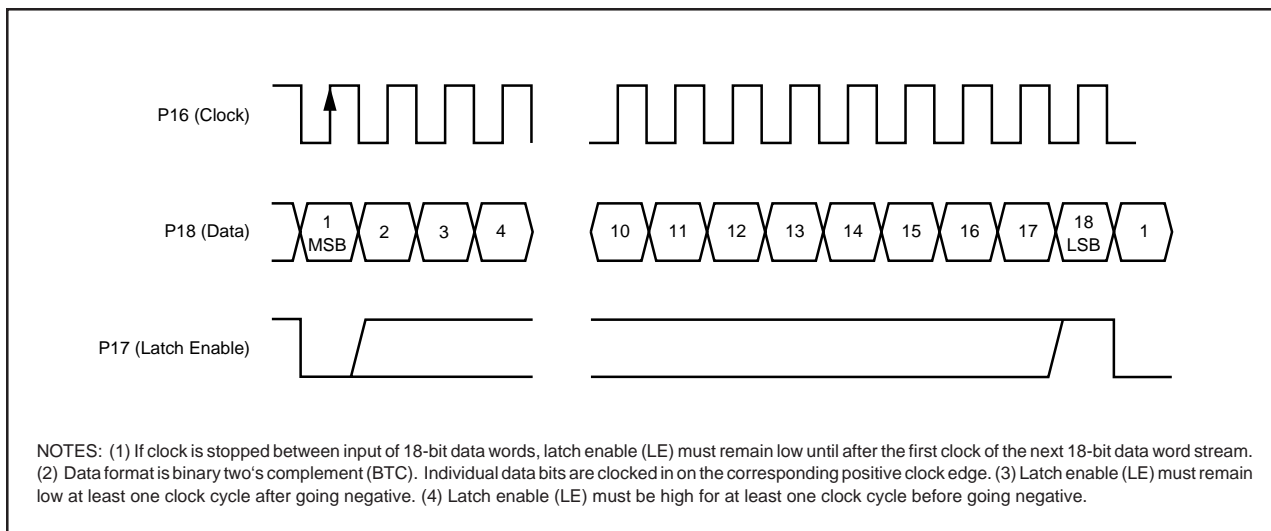 P16 (Clock)
P18 (Data)
1
MSB
2
3
4
10
11
12
13
14
15
16
17
18
LSB
1
P17 (Latch Enable)
NOTES: (1) If clock is stopped between input of 18-bit data words, latch enable (LE) must remain low until after the first clock of the next 18-bit data word stream.
(2) Data format is binary two‘s complement (BTC). Individual data bits are clocked in on the corresponding positive clock edge. (3) Latch enable (LE) must remain
low at least one clock cycle after going negative. (4) Latch enable (LE) must be high for at least one clock cycle before going negative.